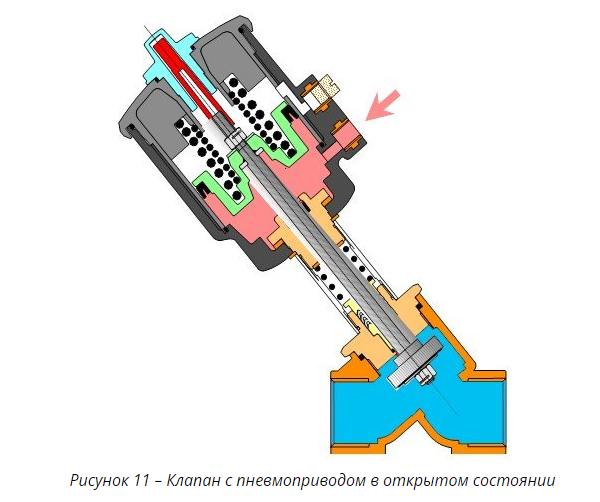 Рисунок 11 – Клапан с пневмоприводом в открытом состоянии